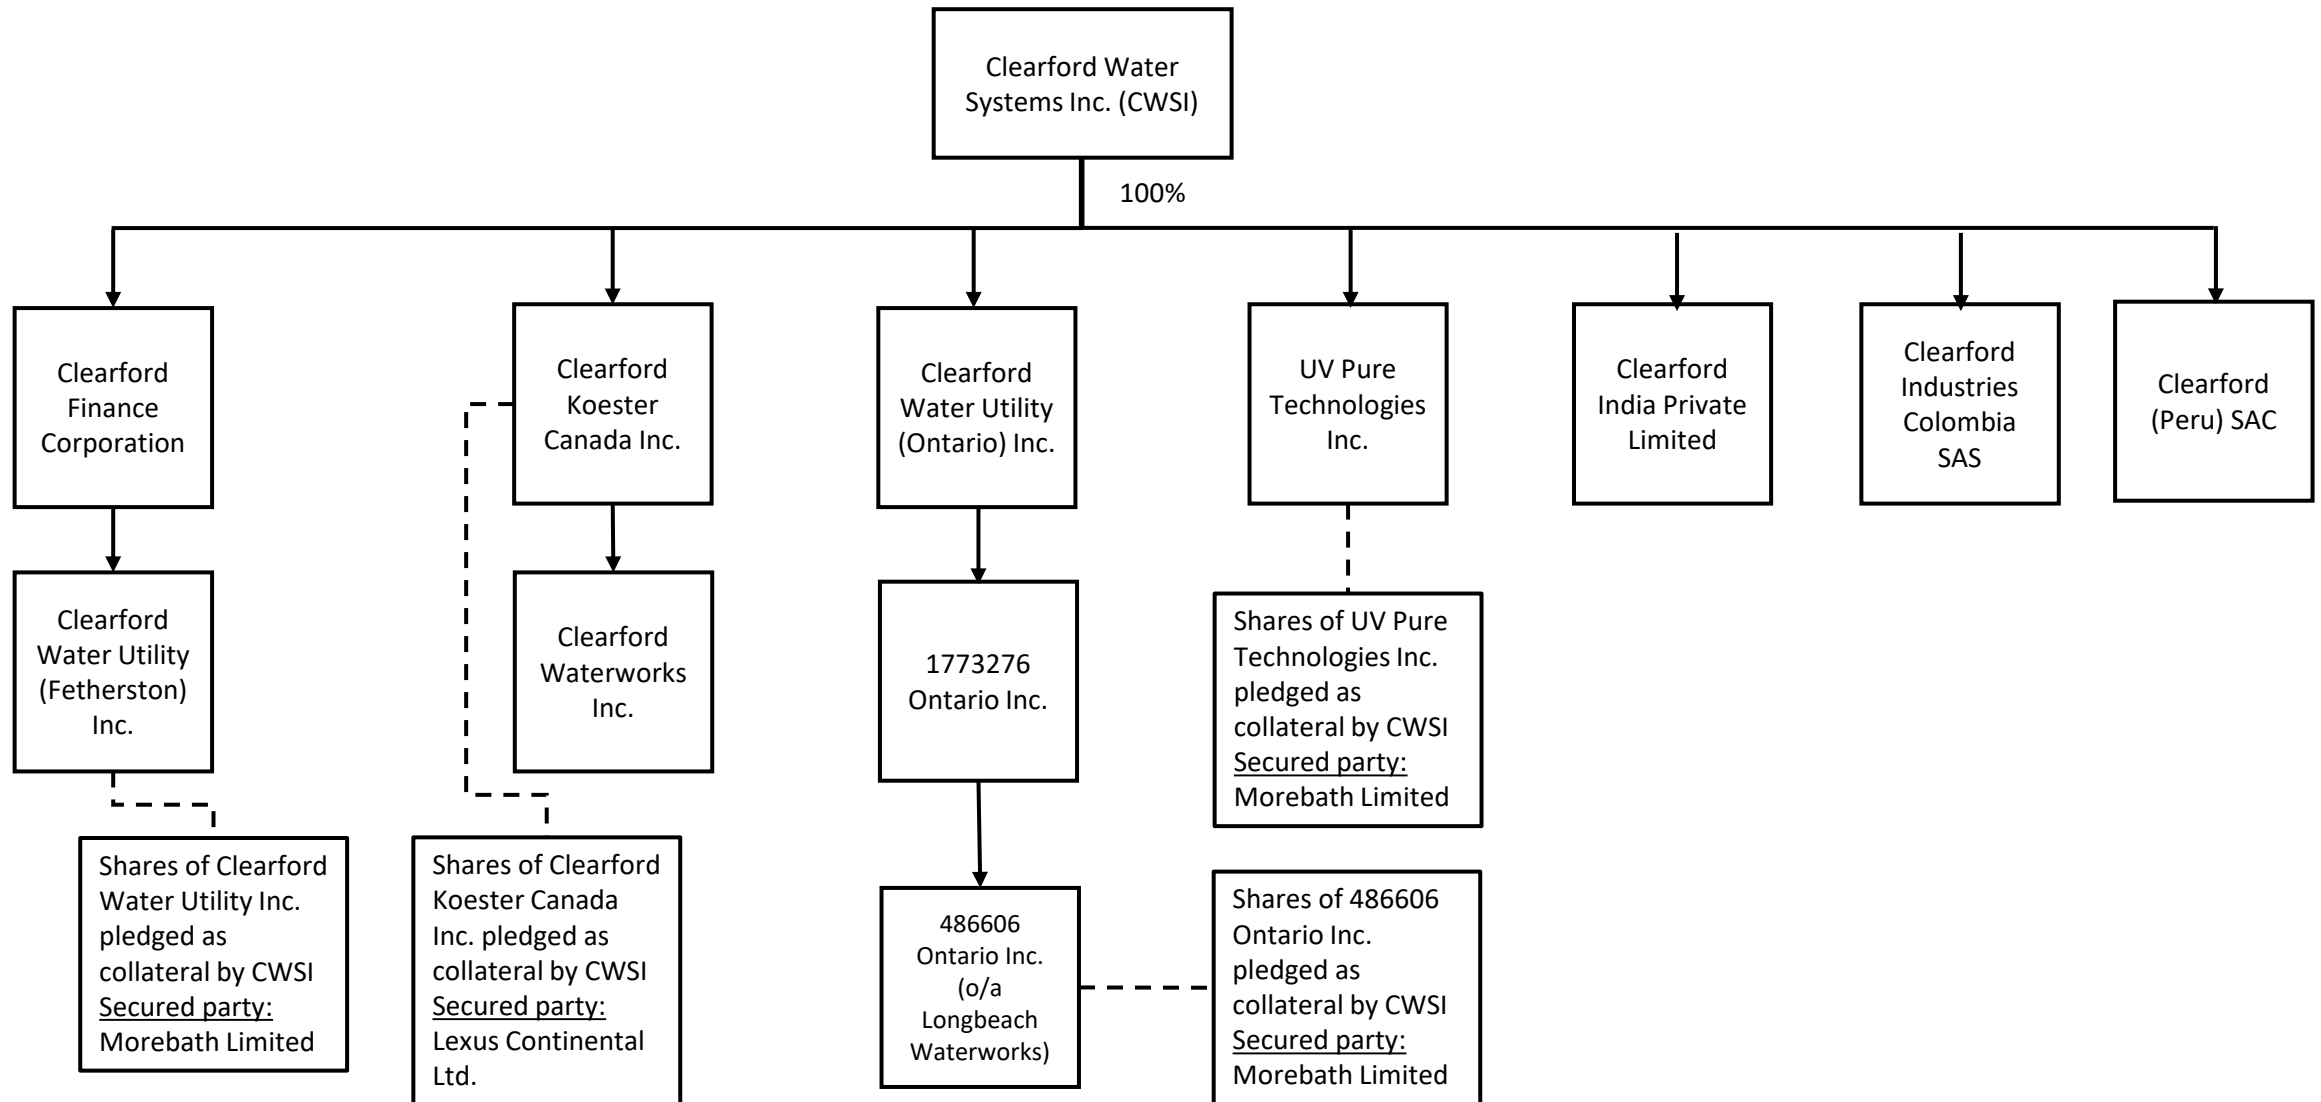 Clearford Water
Systems Inc. (CWSI)
100%
Clearford
Finance
Corporation
Clearford
Koester
Canada Inc.
Clearford
Water Utility
(Ontario) Inc.
UV Pure
Technologies
Inc.
Clearford
India Private
Limited
Clearford
Industries
Colombia
SAS
Clearford
(Peru) SAC
Clearford
Water Utility
(Fetherston)
Inc.
Clearford
Waterworks
Inc.
1773276
Ontario Inc.
Shares of UV Pure
Technologies Inc.
pledged as
collateral by CWSI
Secured party:
Morebath Limited
Shares of Clearford
Water Utility Inc.
pledged as
collateral by CWSI
Secured party:
Morebath Limited
Shares of Clearford
Koester Canada
Inc. pledged as
collateral by CWSI
Secured party:
Lexus Continental
Ltd.
486606
Ontario Inc.
(o/a
Longbeach
Waterworks)
Shares of 486606
Ontario Inc.
pledged as
collateral by CWSI
Secured party:
Morebath Limited